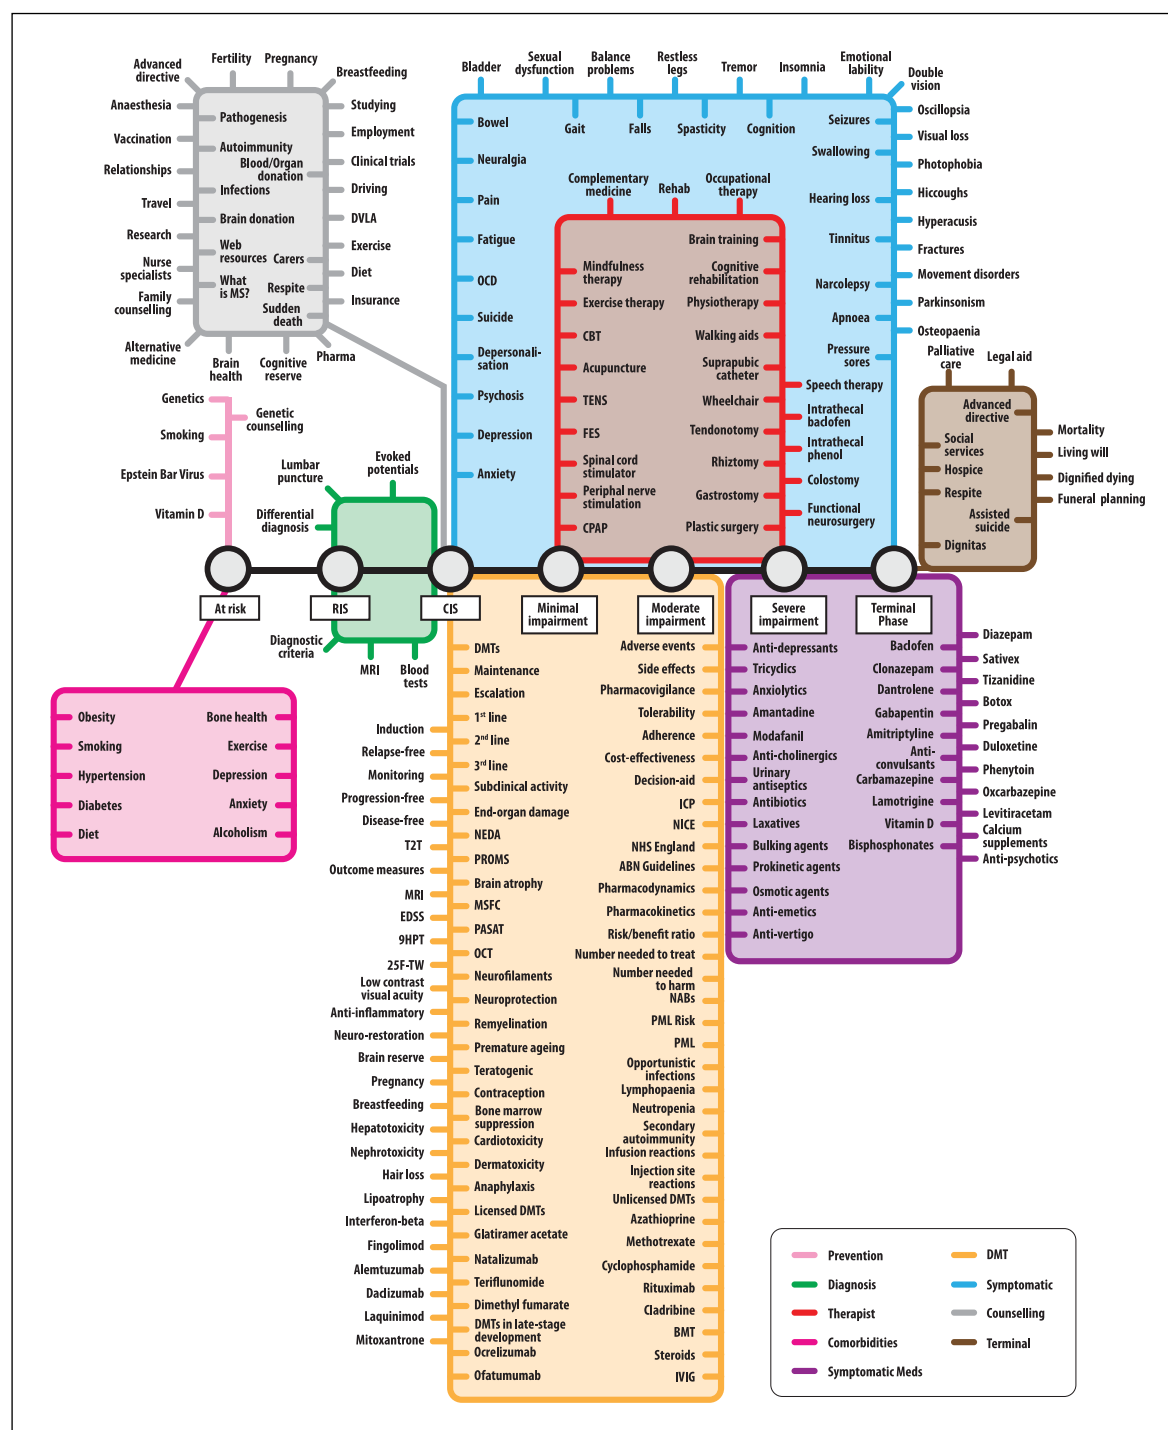 Advanced
directive
Fertility
Pregnancy
Breastfeeding
Anaesthesia
Vaccination
Relationships
Travel
Research
Nurse
specialists
Family
counselling
Alternative
medicine
Brain
health
Cognitive
reserve
Pharma
Pathogenesis
Autoimmunity
Blood/Organ
donation
Infections
Brain donation
Web
resources
Carers
What
is MS?
Respite
Sudden
death
Studying
Employment
Clinical trials
Driving
DVLA
Exercise
Diet
Insurance
Genetics
Genetic
counselling
Smoking
Epstein Bar Virus
Vitamin D
Lumbar
puncture
Evoked
potentials
Differential
diagnosis
Diagnostic
criteria
MRI
Blood
tests
Bladder
Sexual
dysfunction
Balance
problems
Restless
legs
Tremor
Insomnia
Emotional
lability
Double
vision
Bowel
Neuralgia
Pain
Fatigue
OCD
Suicide
Depersonali-
sation
Psychosis
Depression
Anxiety
Gait
Falls
Spasticity
Cognition
Seizures
Swallowing
Hearing loss
Tinnitus
Narcolepsy
Apnoea
Pressure
sores
Oscillopsia
Visual loss
Photophobia
Hiccoughs
Hyperacusis
Fractures
Movement disorders
Parkinsonism
Osteopaenia
Complementary
medicine
Rehab
Occupational
therapy
Mindfulness
therapy
Exercise therapy
CBT
Acupuncture
TENS
FES
Spinal cord
stimulator
Periphal nerve
stimulation
CPAP
Brain training
Cognitive
rehabilitation
Physiotherapy
Walking aids
Suprapubic
catheter
Wheelchair
Tendonotomy
Rhiztomy
Gastrostomy
Plastic surgery
Speech therapy
Intrathecal
baclofen
Intrathecal
phenol
Colostomy
Functional
neurosurgery
Palliative
care
Legal aid
Advanced
directive
Social
services
Hospice
Respite
Assisted
suicide
Dignitas
Mortality
Living will
Dignified dying
Funeral planning
At risk
RIS
CIS
Minimal
impairment
Moderate
impairment
Severe
impairment
Terminal
Phase
Obesity
Smoking
Hypertension
Diabetes
Diet
Bone health
Exercise
Depression
Anxiety
Alcoholism
Induction
Relapse-free
Monitoring
Progression-free
Disease-free
T2T
Outcome measures
MRI
EDSS
9HPT
25F-TW
Low contrast
visual acuity
Anti-inflammatory
Neuro-restoration
Brain reserve
Pregnancy
Breastfeeding
Hepatotoxicity
Nephrotoxicity
Hair loss
Lipoatrophy
Interferon-beta
Fingolimod
Alemtuzumab
Daclizumab
Laquinimod
Mitoxantrone
DMTs
Maintenance
Escalation
1st line
2nd line
3rd line
Subclinical activity
End-organ damage
NEDA
PROMS
Brain atrophy
MSFC
PASAT
OCT
Neurofilaments
Neuroprotection
Remyelination
Premature ageing
Teratogenic
Contraception
Bone marrow
suppression
Cardiotoxicity
Dermatoxicity
Anaphylaxis
Licensed DMTs
Glatiramer acetate
Natalizumab
Teriflunomide
Dimethyl fumarate
DMTs in late-stage
development
Ocrelizumab
Ofatumumab
Adverse events
Side effects
Pharmacovigilance
Tolerability
Adherence
Cost-effectiveness
Decision-aid
ICP
NICE
NHS England
ABN Guidelines
Pharmacodynamics
Pharmacokinetics
Risk/benefit ratio
Number needed to treat
Number needed
to harm
NABs
PML Risk
PML
Opportunistic
infections
Lymphopaenia
Neutropenia
Secondary
autoimmunity
Infusion reactions
Injection site
reactions
Unlicensed DMTs
Azathioprine
Methotrexate
Cyclophosphamide
Rituximab
Cladribine
BMT
Steroids
IVIG
Anti-depressants
Tricyclics
Anxiolytics
Amantadine
Modafanil
Anti-cholinergics
Urinary
antiseptics
Antibiotics
Laxatives
Bulking agents
Prokinetic agents
Osmotic agents
Anti-emetics
Anti-vertigo
Baclofen
Clonazepam
Dantrolene
Gabapentin
Amitriptyline
Anti-
convulsants
Carbamazepine
Lamotrigine
Vitamin D
Bisphosphonates
Diazepam
Sativex
Tizanidine
Botox
Pregabalin
Duloxetine
Phenytoin
Oxcarbazepine
Levitiracetam
Calcium
supplements
Anti-psychotics
Prevention
Diagnosis
Therapist
Comorbidities
Symptomatic Meds
DMT
Symptomatic
Counselling
Terminal